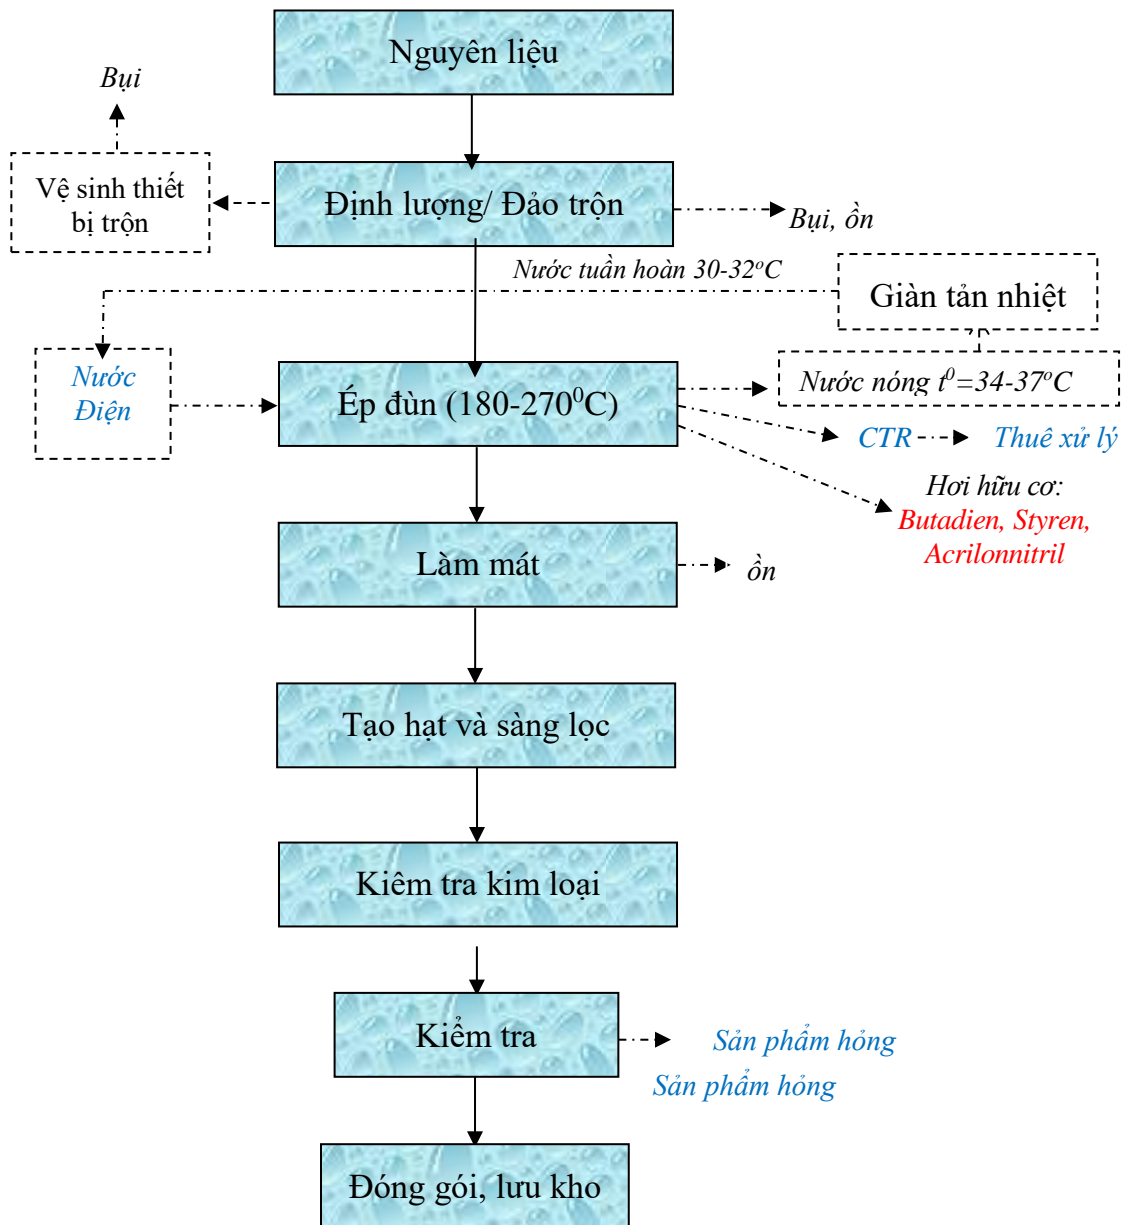 Nguyên liệu
Bụi
Vệ sinh thiết
bị trộn
Định lượng/ Đảo trộn
Bụi, ồn
Nước tuần hoàn 30-32°C
Giàn tản nhiệt
Nước
Điện
Ép đùn (180-270⁰C)
Nước nóng t⁰=34-37°C
CTR
Thuê xử lý
Hơi hữu cơ:
Butadien, Styren,
Acrilonnitril
Làm mát
ồn
Tạo hạt và sàng lọc
Kiêm tra kim loại
Kiểm tra
Sản phẩm hỏng
Sản phẩm hỏng
Đóng gói, lưu kho